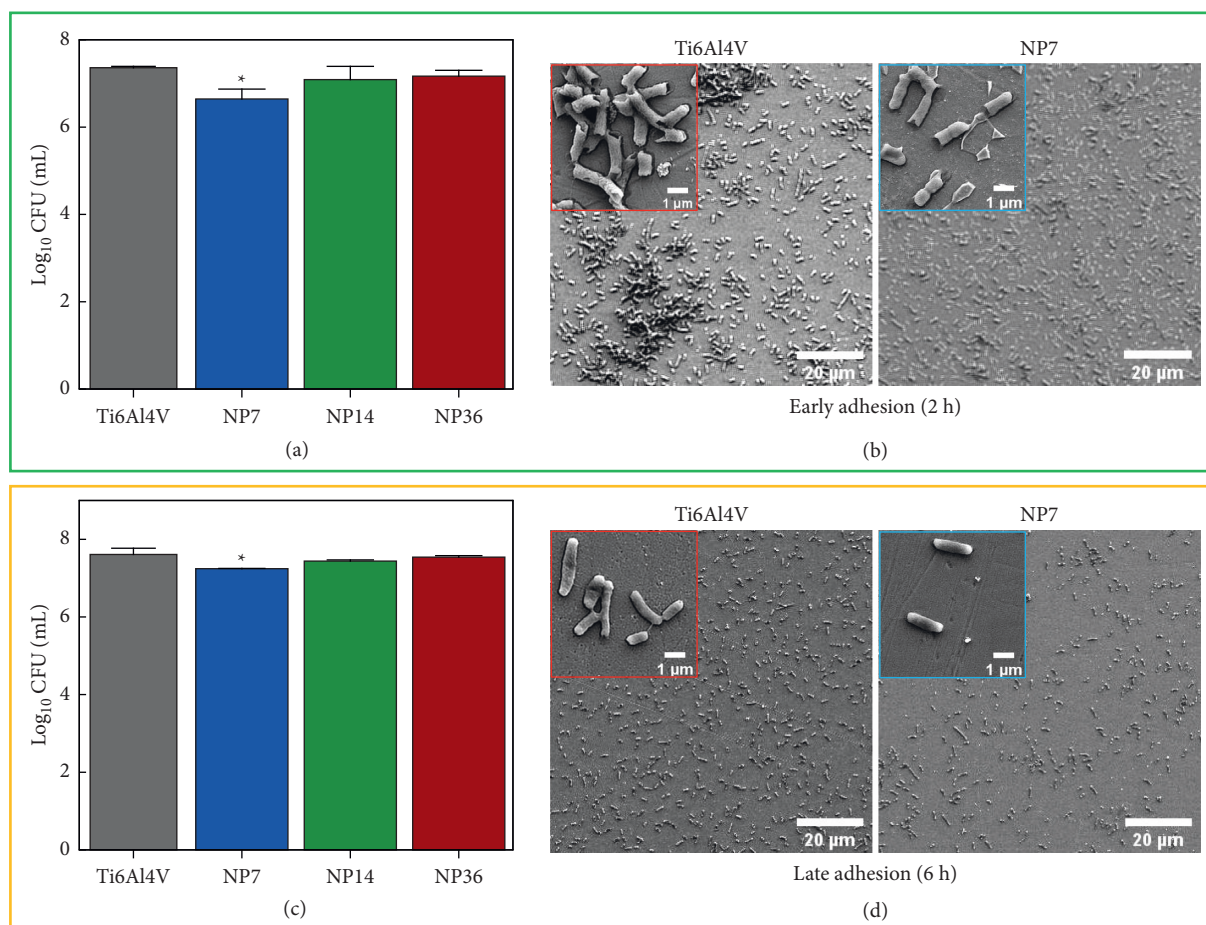 8
6
4
2
0
Log₁₀ CFU (mL)
*
Ti6Al4V NP7 NP14 NP36
(a)
Ti6Al4V NP7
1 µm
1 µm
20 µm
20 µm
Early adhesion (2 h)
(b)
8
6
4
2
0
Log₁₀ CFU (mL)
*
Ti6Al4V NP7 NP14 NP36
(c)
Ti6Al4V NP7
1 µm
1 µm
20 µm
20 µm
Late adhesion (6 h)
(d)